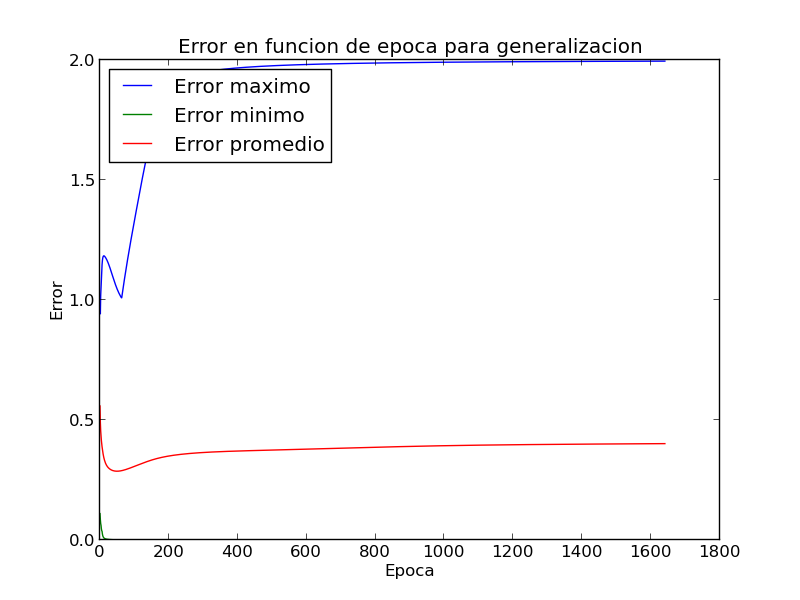 Error en funcion de epoca para generalizacion
2.0
Error maximo
Error minimo
Error promedio
1.5
1.0
Error
0.5
0.0
0 200 400 600 800 1000 1200 1400 1600 1800
Epoca